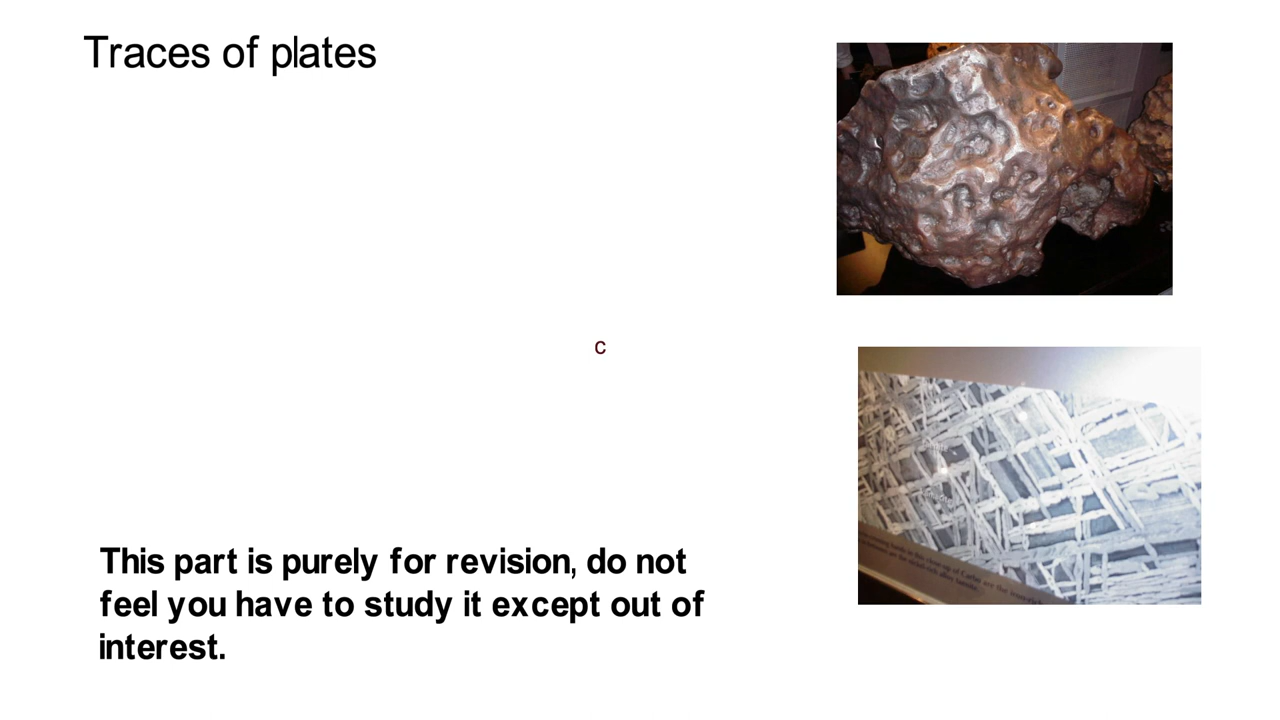 Traces of plates
c
This part is purely for revision, do not
feel you have to study it except out of
interest.